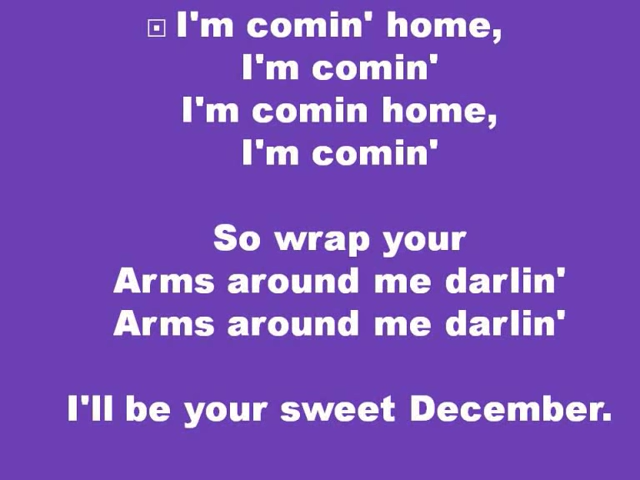 I'm comin' home,
I'm comin'
I'm comin home,
I'm comin'
So wrap your
Arms around me darlin'
Arms around me darlin'
I'll be your sweet December.